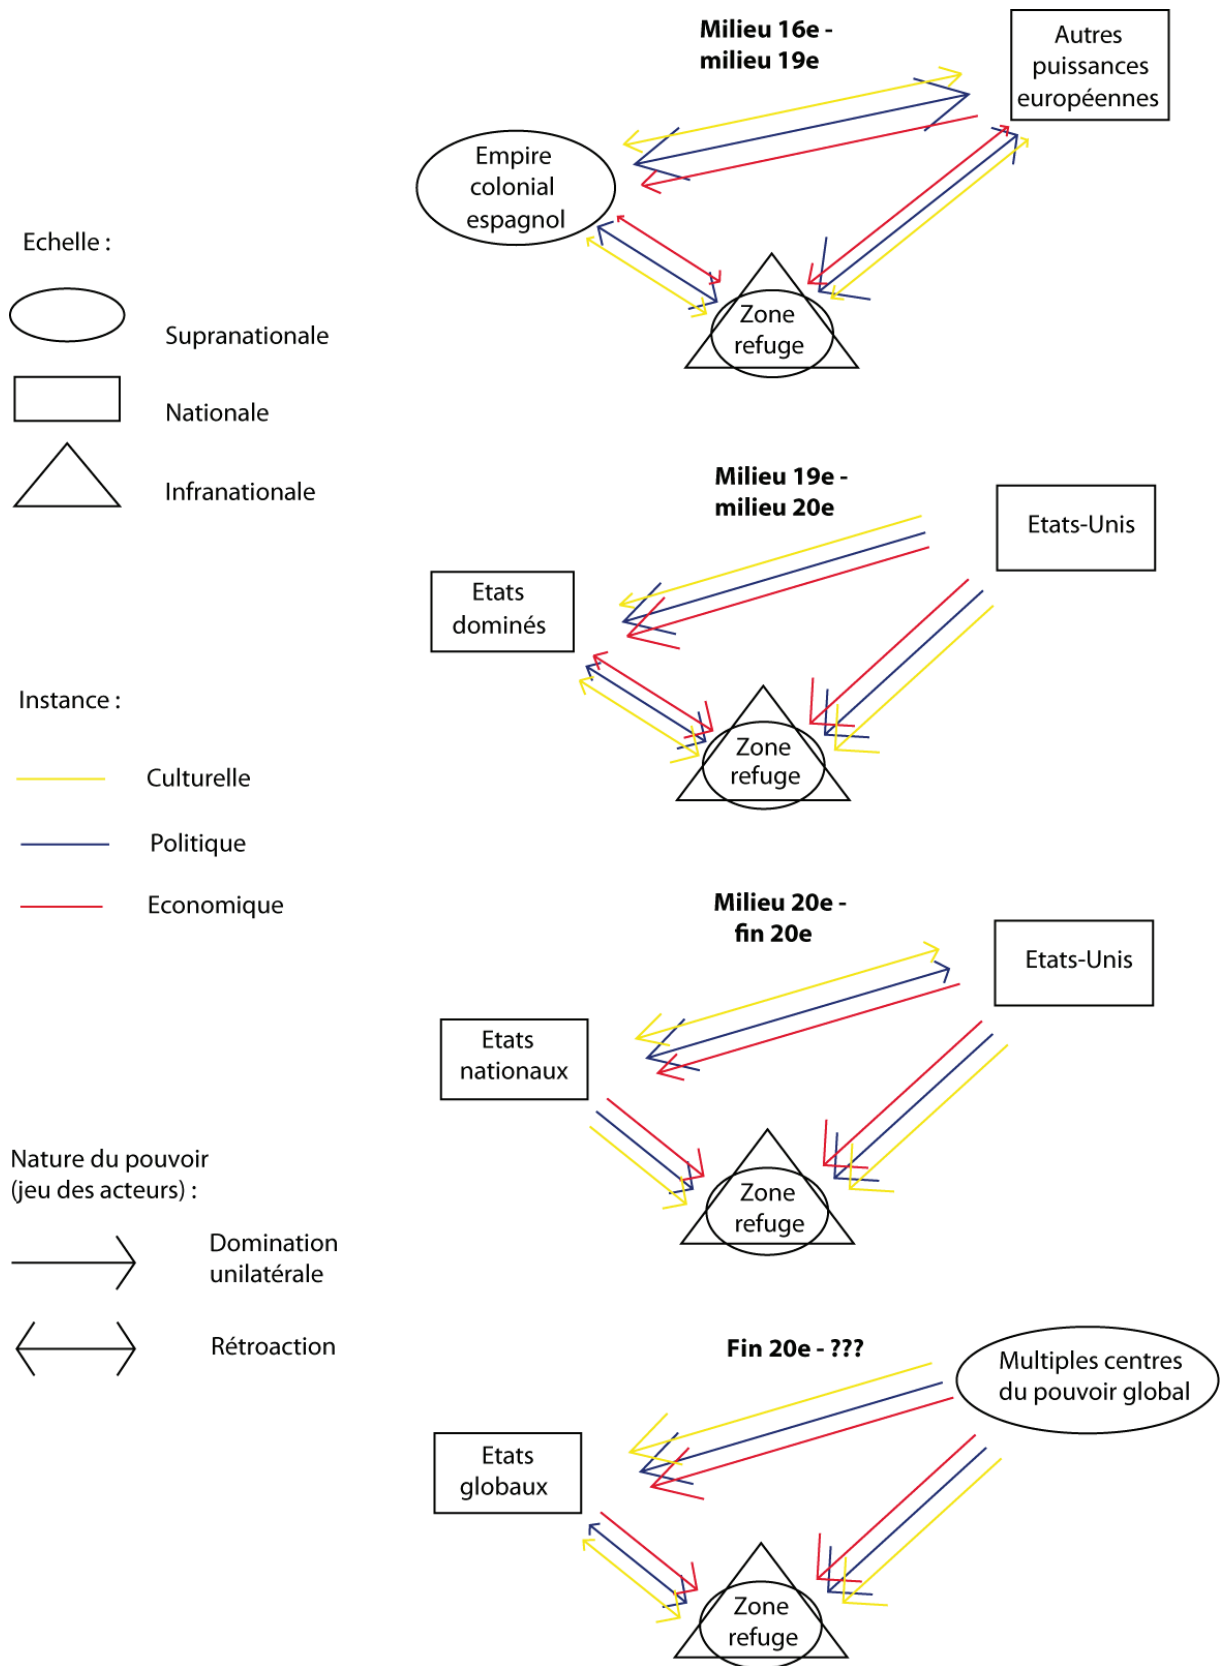 Milieu 16e -
milieu 19e
Autres
puissances
européennes
Empire
colonial
espagnol
Zone
refuge
Echelle :
Supranationale
Nationale
Infranationale
Milieu 19e -
milieu 20e
Etats-Unis
Etats
dominés
Zone
refuge
Instance :
Culturelle
Politique
Economique
Milieu 20e -
fin 20e
Etats-Unis
Etats
nationaux
Zone
refuge
Nature du pouvoir
(jeu des acteurs) :
Domination
unilatérale
Rétroaction
Fin 20e - ???
Multiples centres
du pouvoir global
Etats
globaux
Zone
refuge